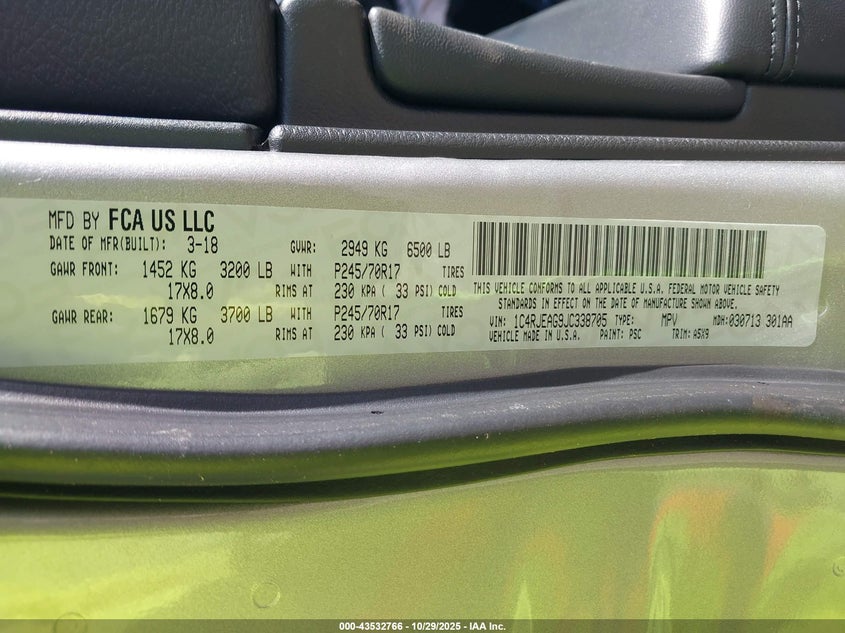 MFD BY FCA US LLC
DATE OF MFR(BUILT): 3-18 GVWR: 2949 KG 6500 LB
GAWR FRONT: 1452 KG 3200 LB WITH P245/70R17 TIRES
17X8.0 RIMS AT 230 KPA ( 33 PSI) COLD
GAWR REAR: 1679 KG 3700 LB WITH P245/70R17 TIRES
17X8.0 RIMS AT 230 KPA ( 33 PSI) COLD
THIS VEHICLE CONFORMS TO ALL APPLICABLE U.S.A. FEDERAL MOTOR VEHICLE SAFETY
STANDARDS IN EFFECT ON THE DATE OF MANUFACTURE SHOWN ABOVE.
VIN: 1C4RJEAG9JC338705 TYPE: MPV MDH:030713 301AA
VEHICLE MADE IN U.S.A. PAINT: PSC TRIM: A5X9
000-43532766 - 10/29/2025 - IAA Inc.